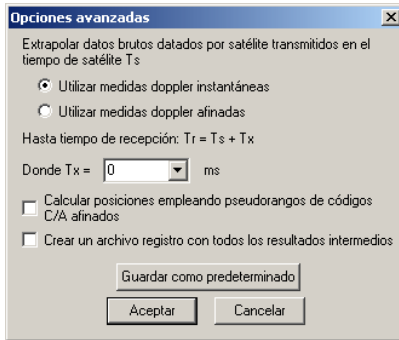 Opciones avanzadas
Extrapolar datos brutos datados por satélite transmitidos en el
tiempo de satélite Ts
Utilizar medidas doppler instantáneas
Utilizar medidas doppler afinadas
Hasta tiempo de recepción: Tr = Ts + Tx
Donde Tx = 0 ms
Calcular posiciones empleando pseudorangos de códigos
C/A afinados
Crear un archivo registro con todos los resultados intermedios
Guardar como predeterminado
Aceptar Cancelar